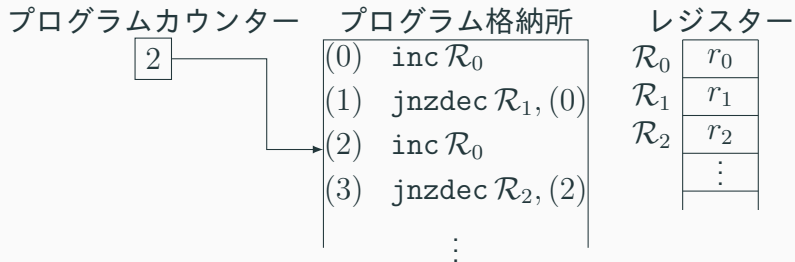 プログラムカウンター プログラム格納所 レジスター
2 (0) inc R₀ R₀ r₀
(1) jnzdec R₁, (0) R₁ r₁
(2) inc R₀ R₂ r₂
(3) jnzdec R₂, (2) ⋮
⋮